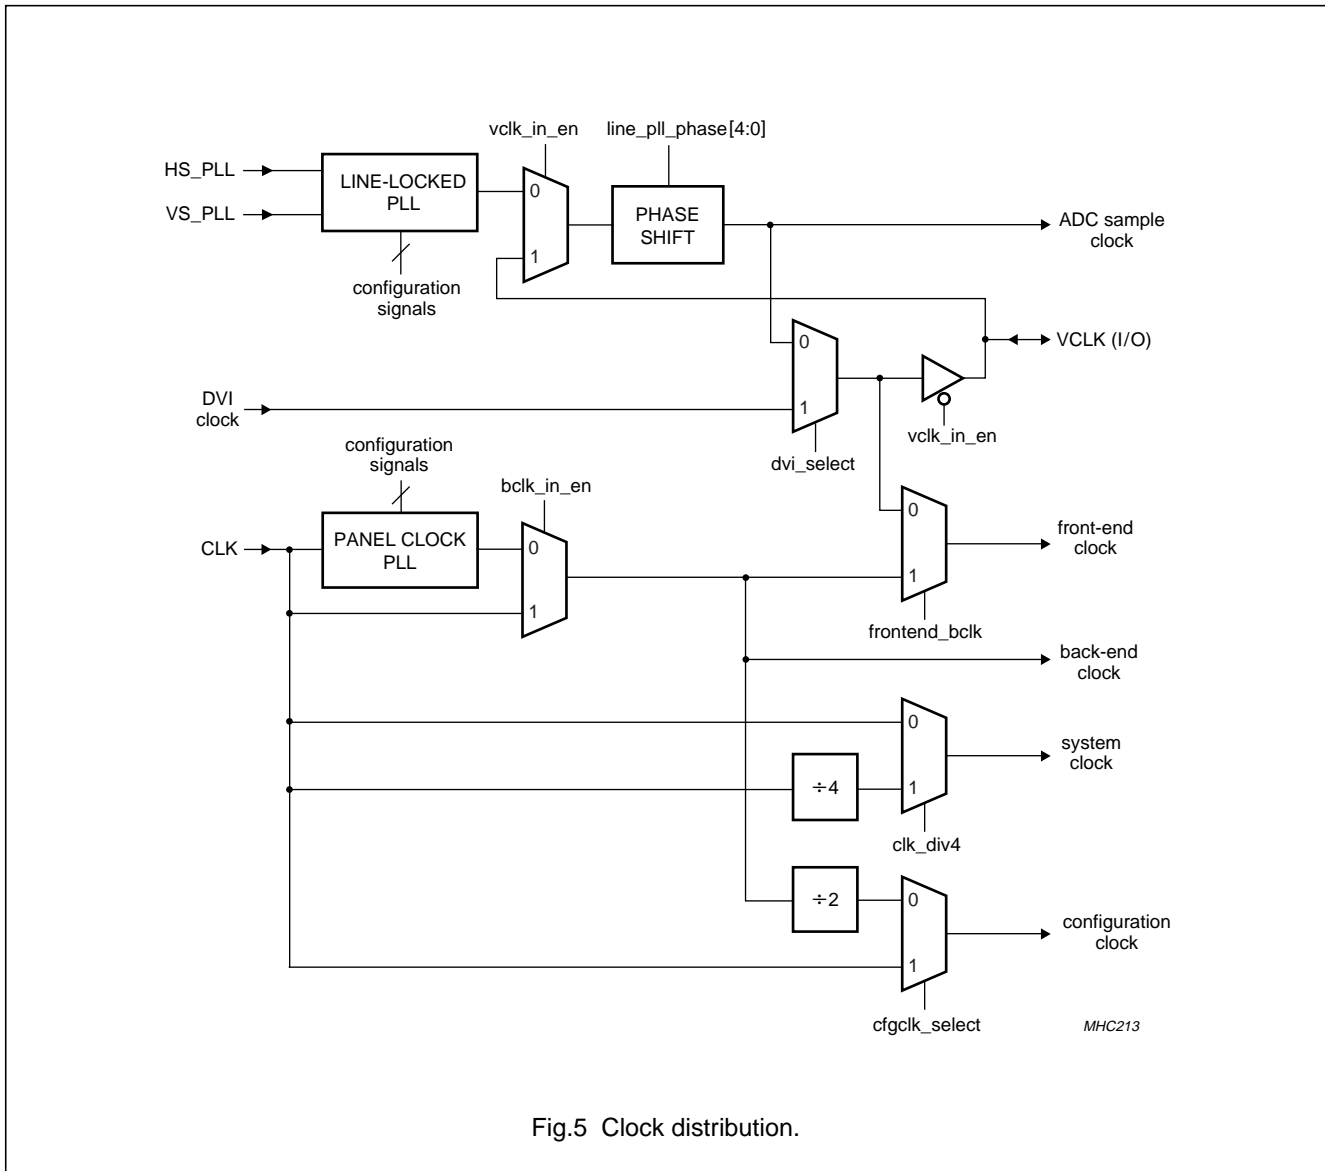 vclk_in_en
line_pll_phase[4:0]
HS_PLL
VS_PLL
LINE-LOCKED
PLL
0
1
PHASE
SHIFT
ADC sample
clock
configuration
signals
0
1
VCLK (I/O)
DVI
clock
vclk_in_en
dvi_select
configuration
signals
bclk_in_en
CLK
PANEL CLOCK
PLL
0
1
0
1
front-end
clock
frontend_bclk
back-end
clock
0
1
÷4
system
clock
clk_div4
÷2
0
1
configuration
clock
cfgclk_select
MHC213
Fig.5 Clock distribution.